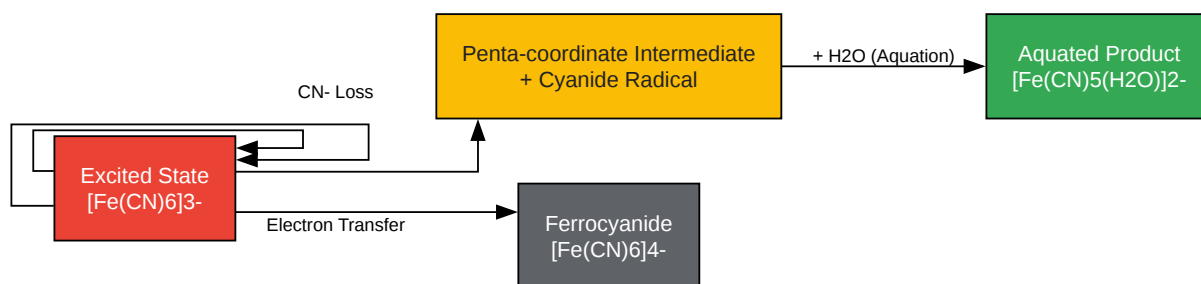 Penta-coordinate Intermediate
+ Cyanide Radical
+ H2O (Aquation)
Aquated Product
[Fe(CN)5(H2O)]2-
CN- Loss
Excited State
[Fe(CN)6]3-
Electron Transfer
Ferrocyanide
[Fe(CN)6]4-